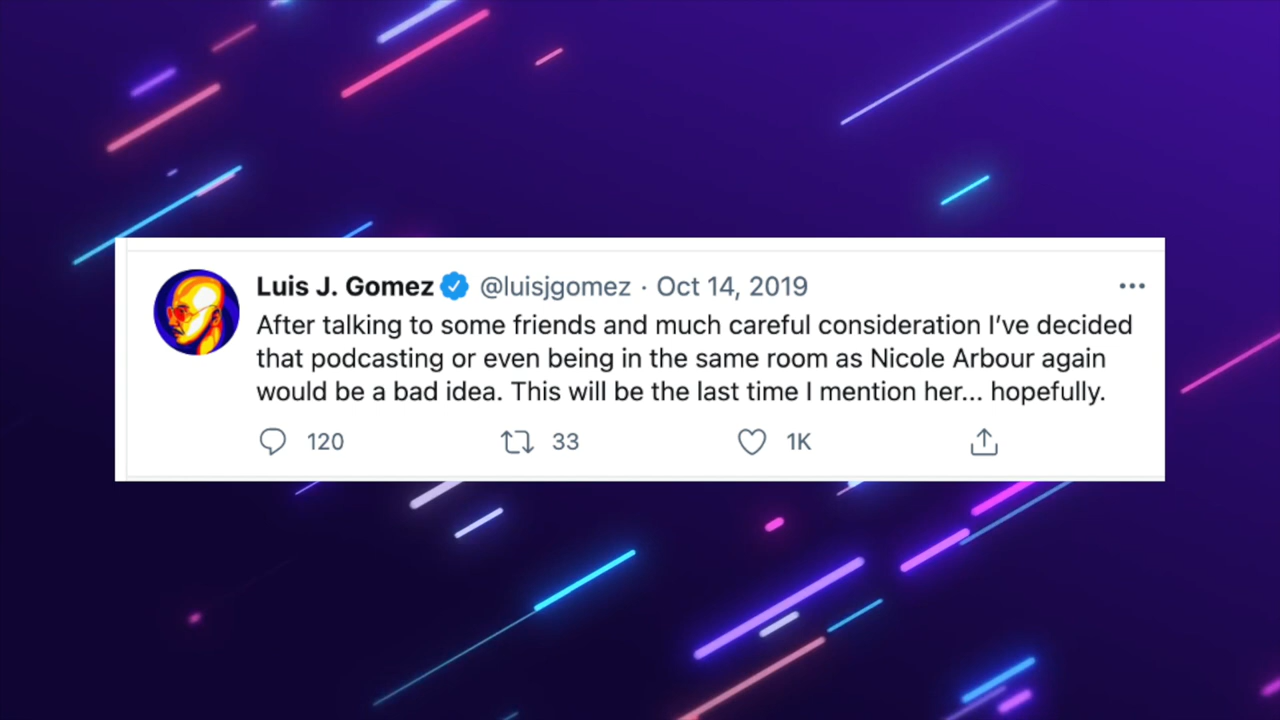 Luis J. Gomez @luisjgomez · Oct 14, 2019
After talking to some friends and much careful consideration I’ve decided
that podcasting or even being in the same room as Nicole Arbour again
would be a bad idea. This will be the last time I mention her... hopefully.
120 33 1K